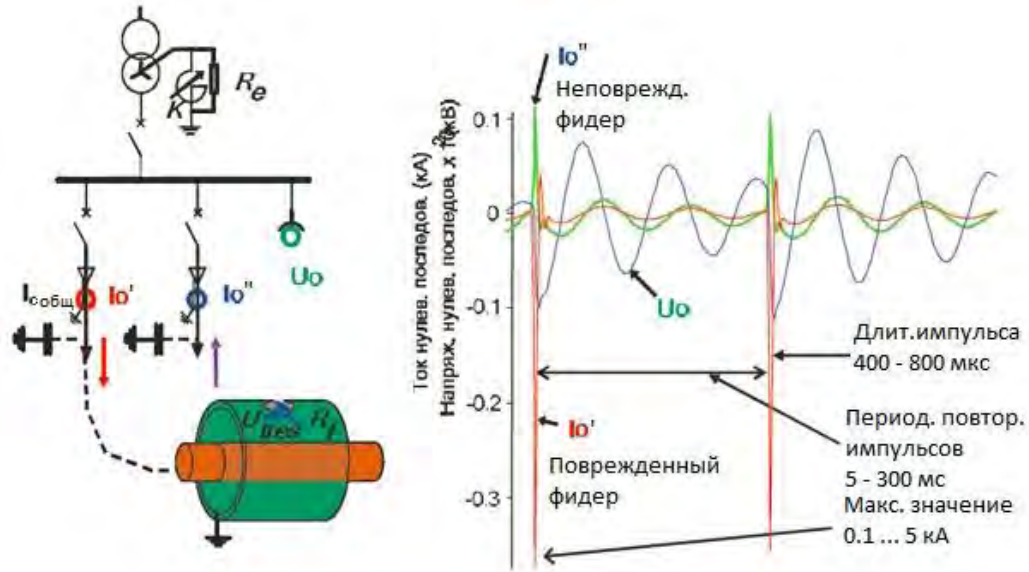 Re
K
Uo
Iсобщ
Io'
Io"
Rf
Io"
Неповрежд.
фидер
Ток нулев. последов, (кА)
Напряж, нулев. последов, х
кВ)
0.1
0
-0.1
-0.2
-0.3
Uo
Длит.импульса
400 - 800 мкс
Период. повтор.
импульсов
5 - 300 мс
Io'
Поврежденный
фидер
Макс. значение
0.1 ... 5 кА